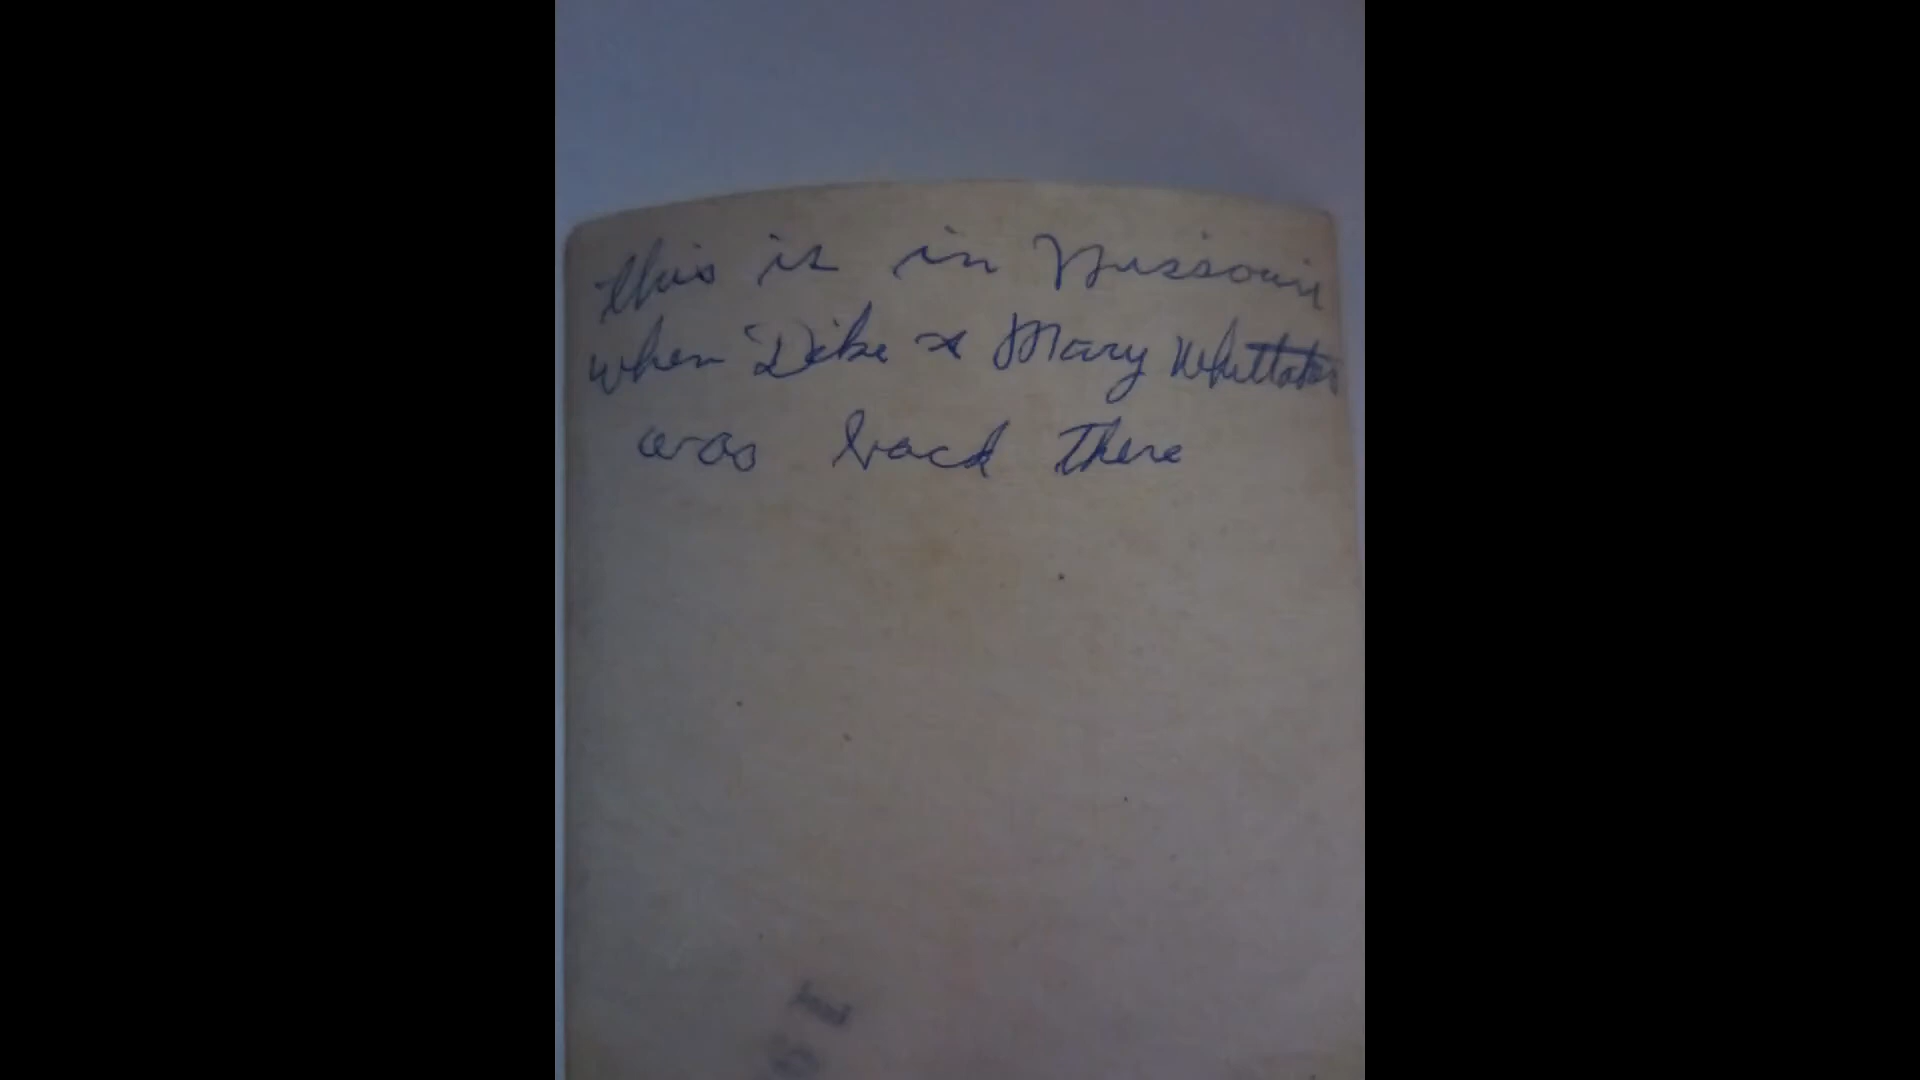 this is in Missouri
when Dike & Mary Whittaker
was back there